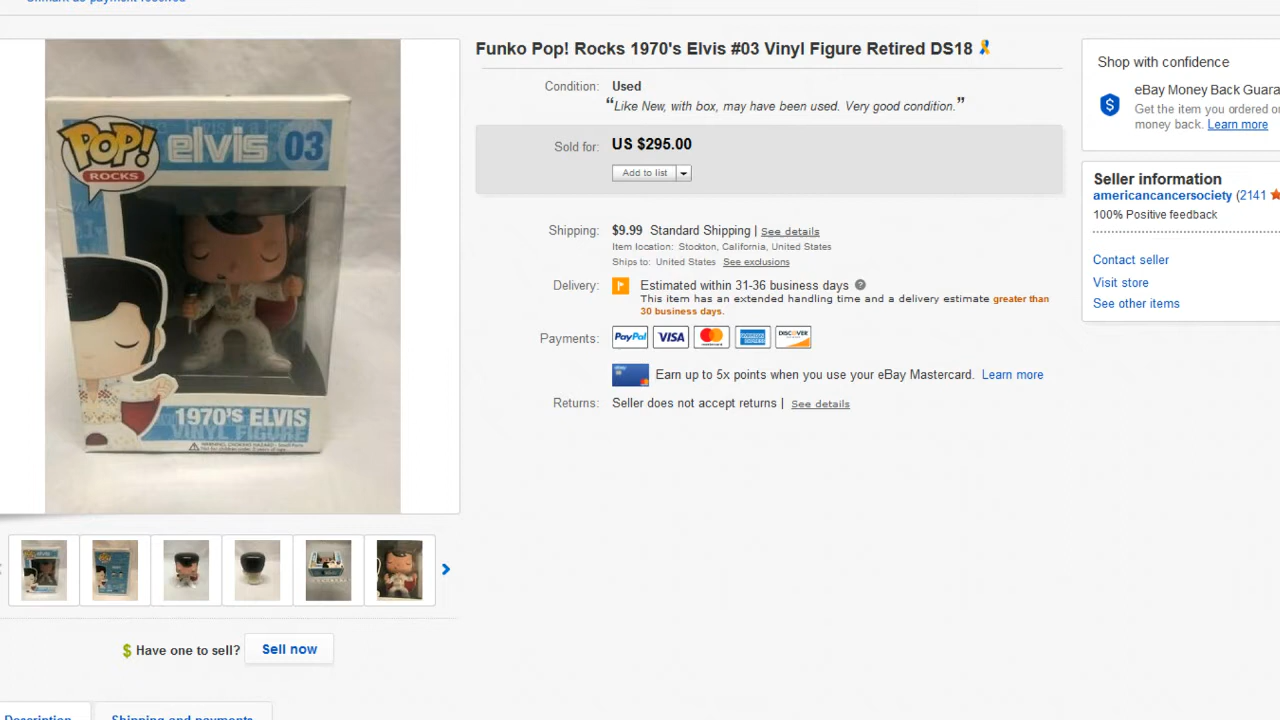 Funko Pop! Rocks 1970's Elvis #03 Vinyl Figure Retired DS18
Condition: Used
“Like New, with box, may have been used. Very good condition.”
Sold for: US $295.00
Add to list
Shipping: $9.99 Standard Shipping | See details
Item location: Stockton, California, United States
Ships to: United States See exclusions
Delivery: Estimated within 31-36 business days
This item has an extended handling time and a delivery estimate greater than
30 business days.
Payments: PayPal VISA MasterCard AMERICAN EXPRESS DISCOVER
Earn up to 5x points when you use your eBay Mastercard. Learn more
Returns: Seller does not accept returns | See details
Shop with confidence
eBay Money Back Guara
Get the item you ordered o
money back. Learn more
Seller information
americancancersociety (2141
100% Positive feedback
Contact seller
Visit store
See other items
POP!
ROCKS
elvis 03
1970'S ELVIS
VINYL FIGURE
$ Have one to sell? Sell now
Description
Shipping and payments